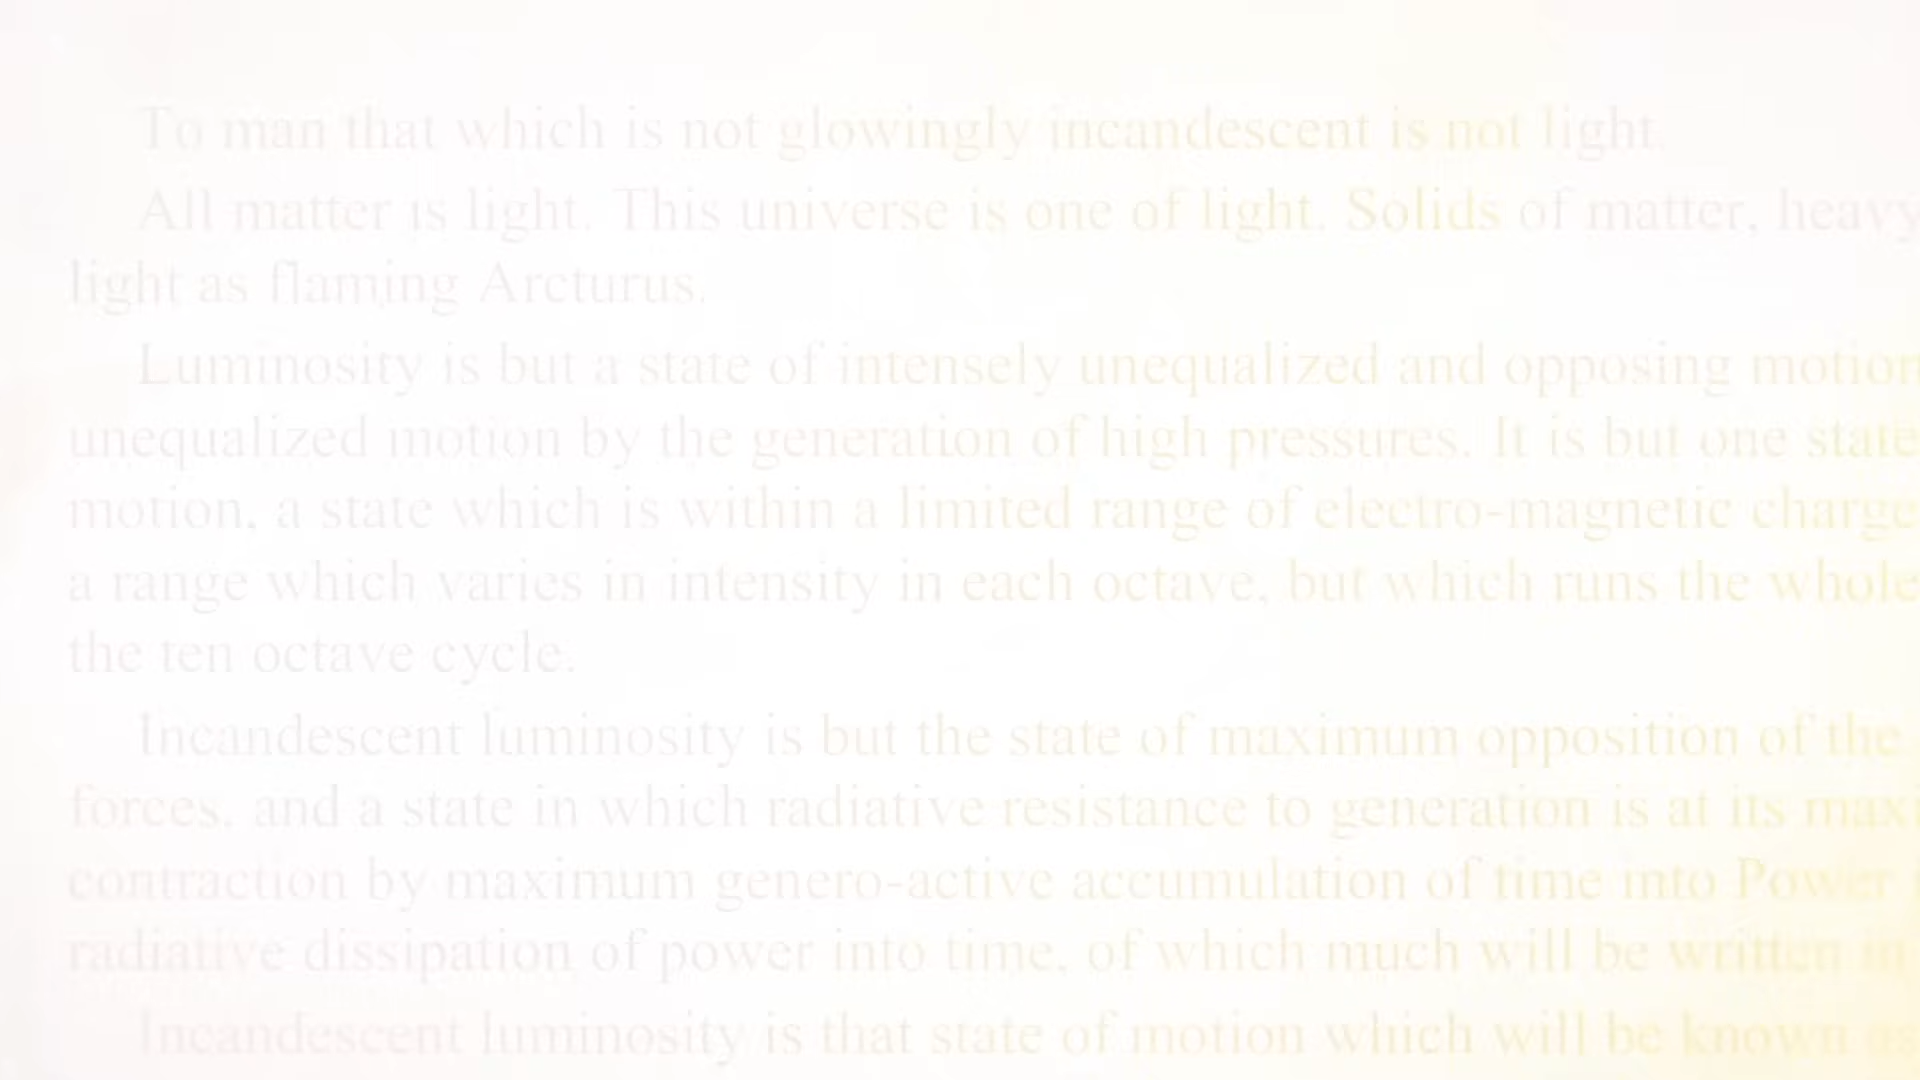 To man that which is not glowingly incandescent is not light.
All matter is light. This universe is one of light. Solids of matter, heavy
light as flaming Arcturus.
Luminosity is but a state of intensely unequalized and opposing motion
unequalized motion by the generation of high pressures. It is but one state
motion, a state which is within a limited range of electro-magnetic charge
a range which varies in intensity in each octave, but which runs the whole
the ten octave cycle.
Incandescent luminosity is but the state of maximum opposition of the
forces, and a state in which radiative resistance to generation is at its maxi
contraction by maximum genero-active accumulation of time into Power
radiative dissipation of power into time, of which much will be written in
Incandescent luminosity is that state of motion which will be known as